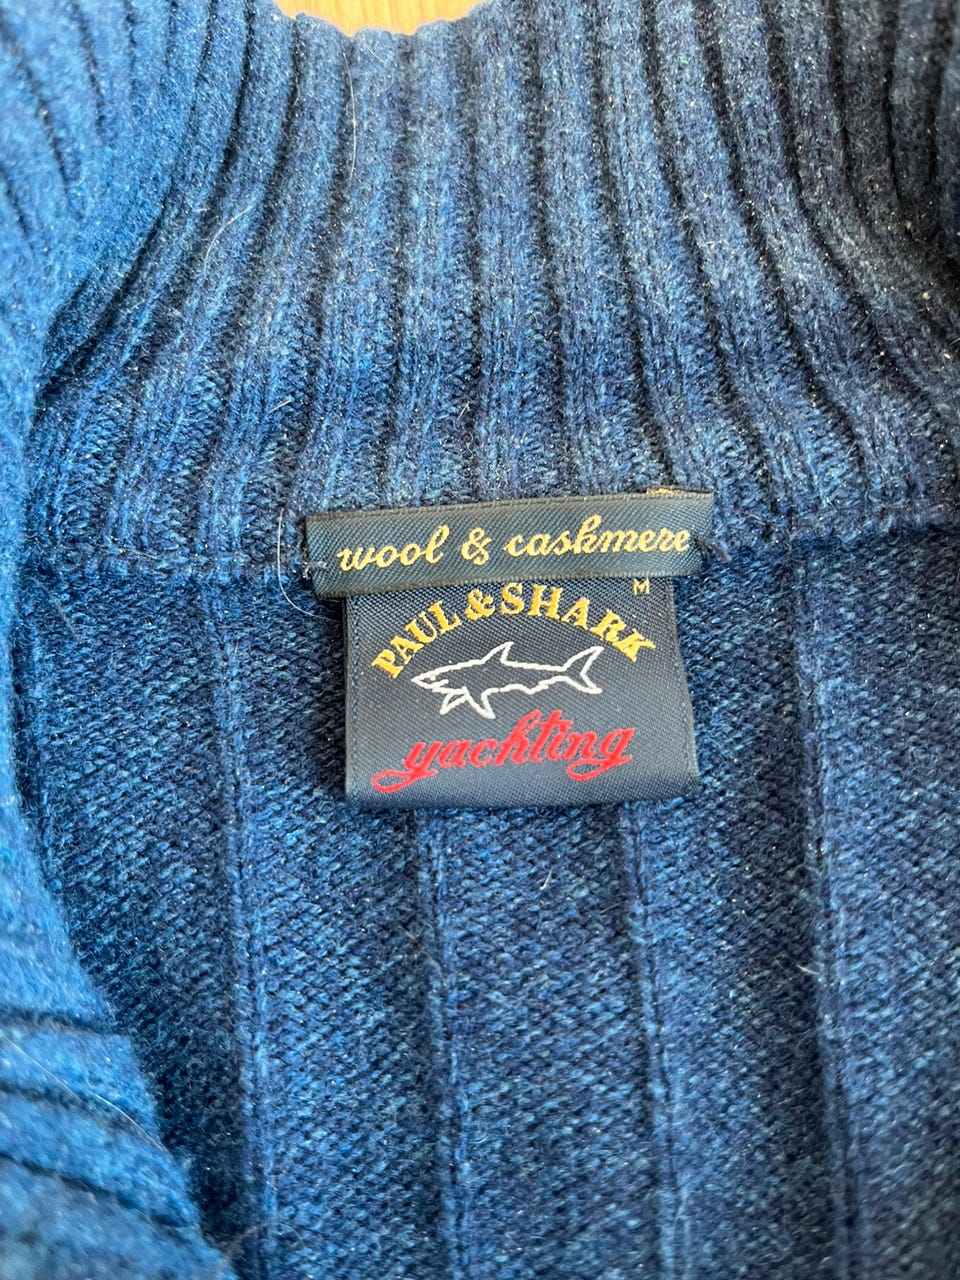 wool & cashmere
M
PAUL & SHARK
yachting